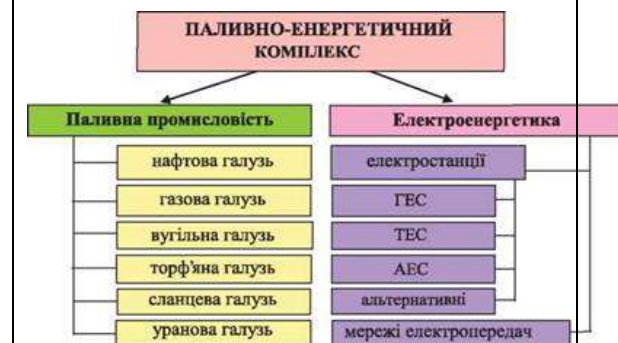 ПАЛИВНО-ЕНЕРГЕТИЧНИЙ
КОМПЛЕКС
Паливна промисловість
нафтова галузь
газова галузь
вугільна галузь
торф'яна галузь
сланцева галузь
уранова галузь
Електроенергетика
електростанції
ГЕС
ТЕС
АЕС
альтернативні
мережі електропередач